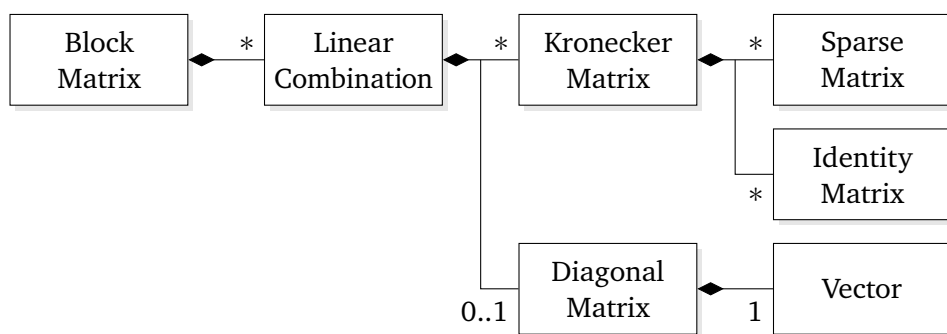 Block
Matrix
*
Linear
Combination
*
Kronecker
Matrix
*
Sparse
Matrix
Identity
Matrix
*
Diagonal
Matrix
0..1
Vector
1